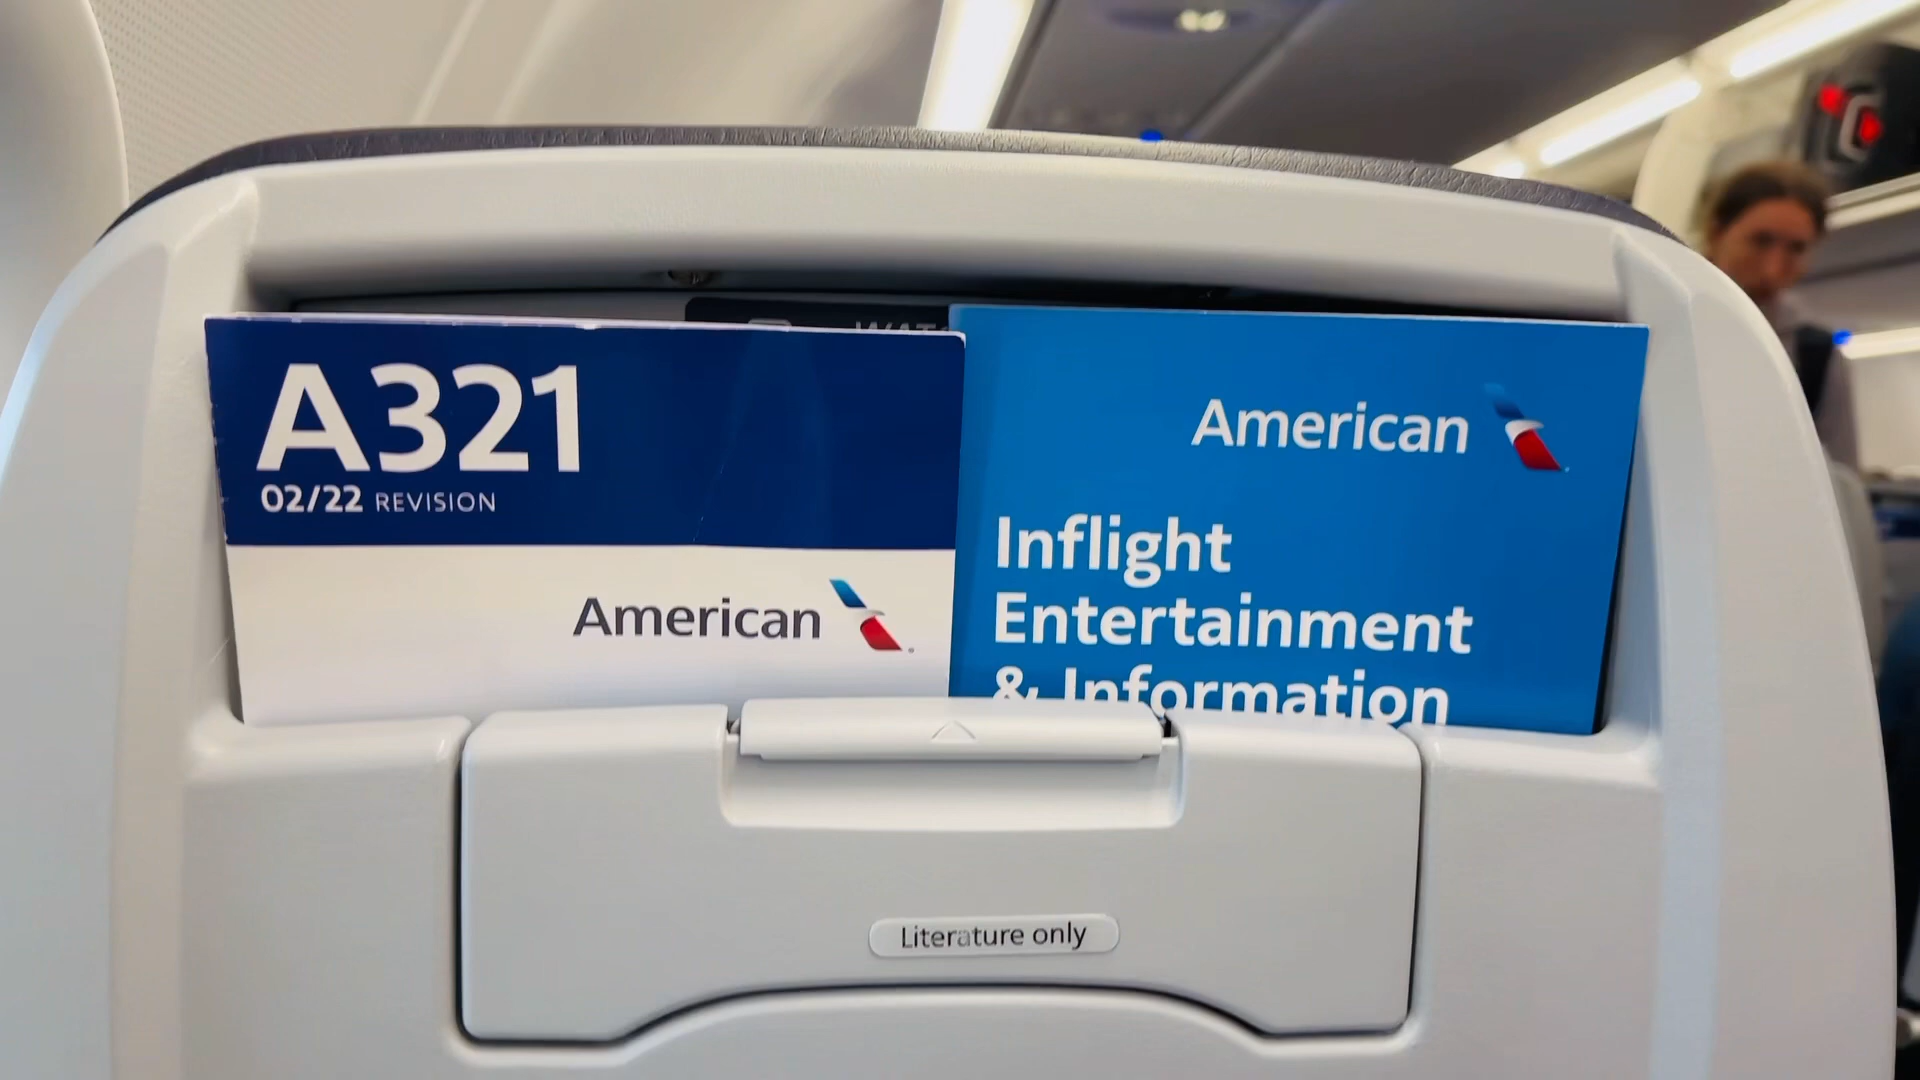 A321
02/22 REVISION
American
American
Inflight
Entertainment
& Information
Literature only